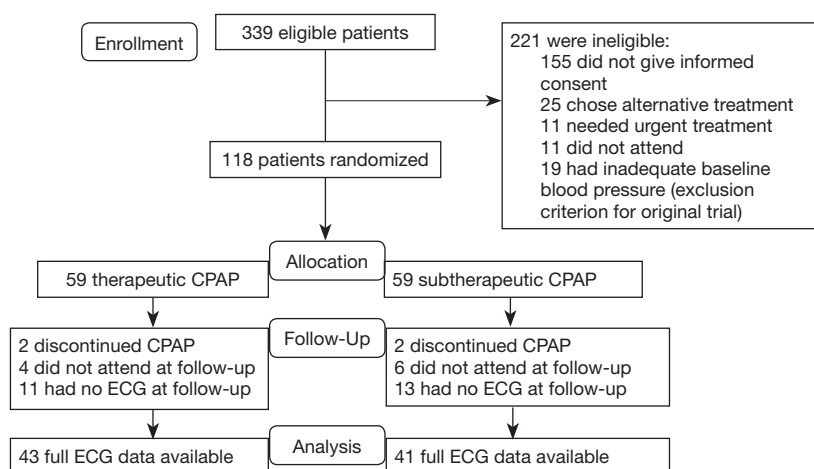 Enrollment
339 eligible patients
221 were ineligible:
155 did not give informed
consent
25 chose alternative treatment
11 needed urgent treatment
11 did not attend
19 had inadequate baseline
blood pressure (exclusion
criterion for original trial)
118 patients randomized
Allocation
59 therapeutic CPAP
59 subtherapeutic CPAP
Follow-Up
2 discontinued CPAP
4 did not attend at follow-up
11 had no ECG at follow-up
2 discontinued CPAP
6 did not attend at follow-up
13 had no ECG at follow-up
Analysis
43 full ECG data available
41 full ECG data available